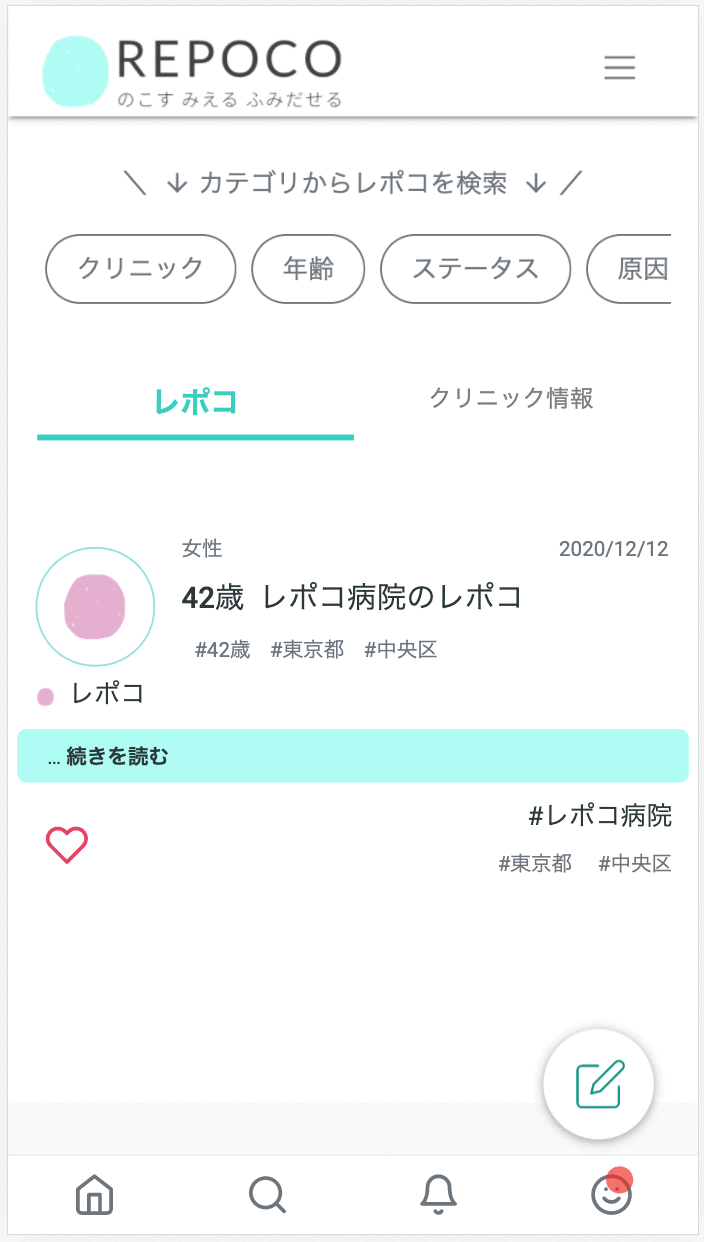 REPOCO
のこす みえる ふみだせる
＼ ↓ カテゴリからレポコを検索 ↓ ／
クリニック 年齢 ステータス 原因
レポコ クリニック情報
女性 2020/12/12
42歳 レポコ病院のレポコ
#42歳 #東京都 #中央区
レポコ
... 続きを読む
#レポコ病院
#東京都 #中央区